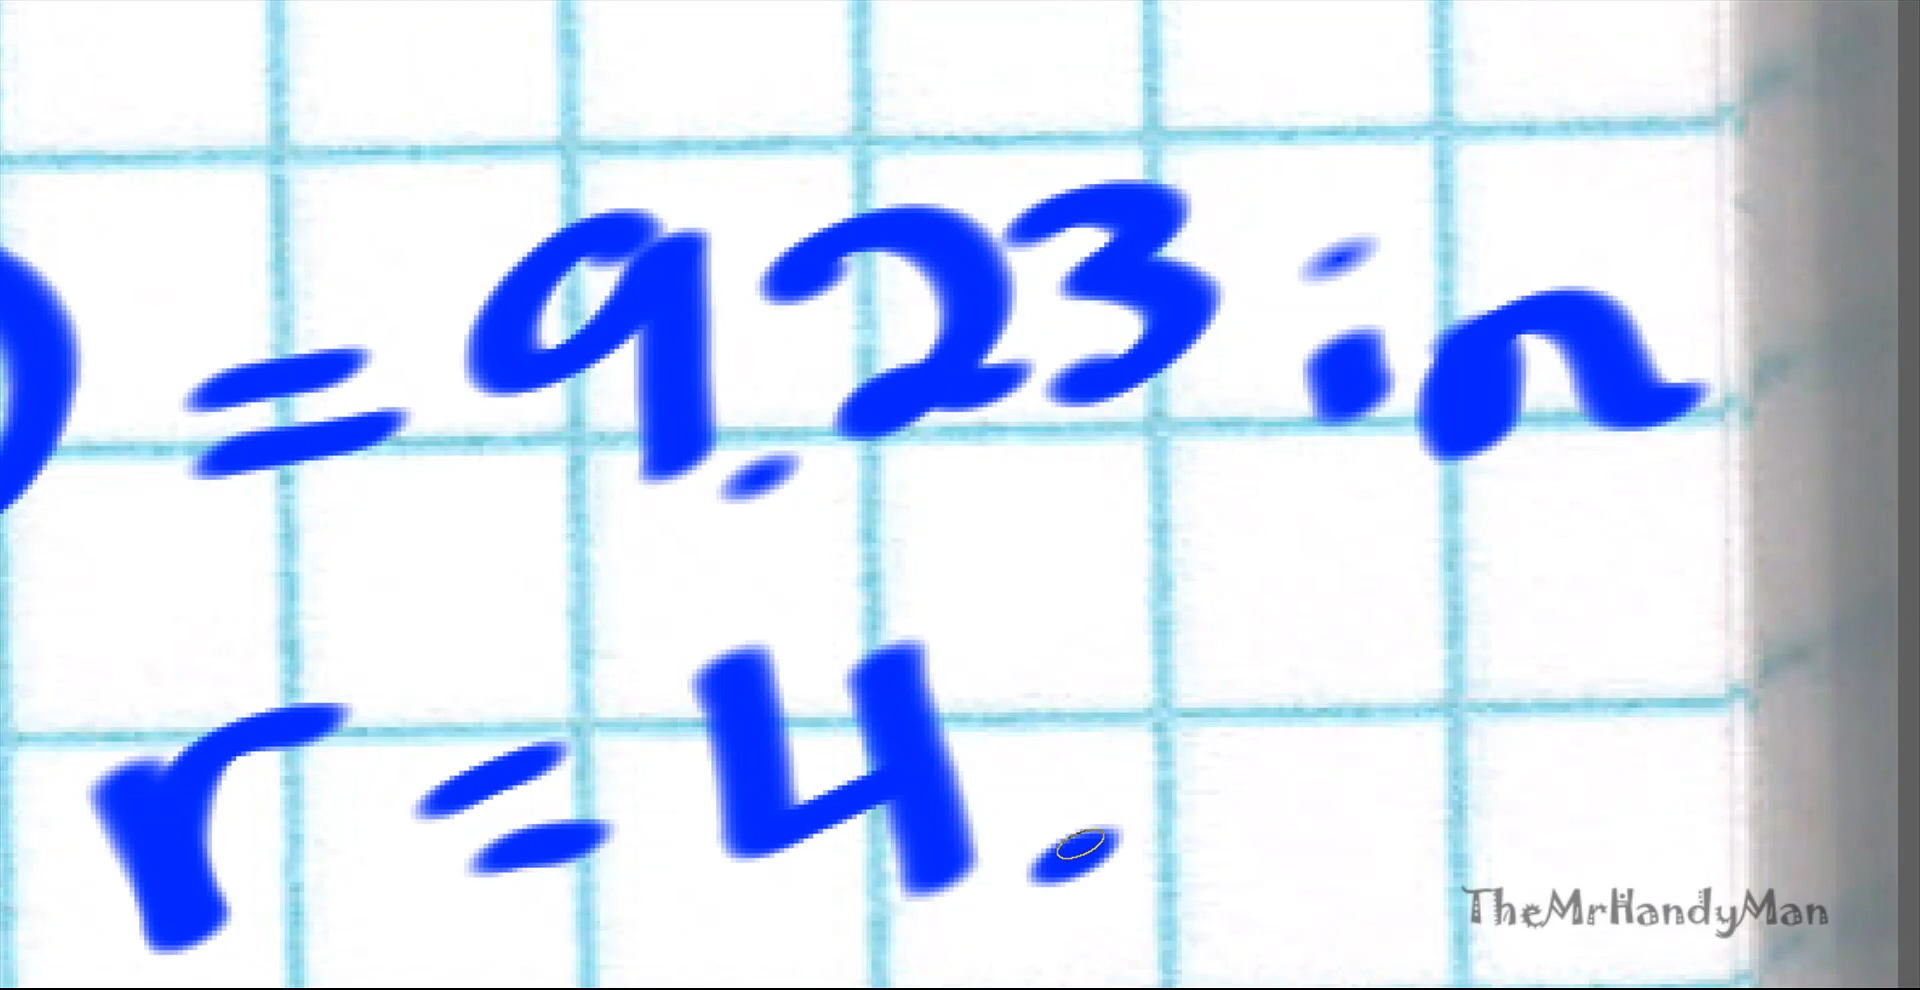 ) = 9.23 in
r = 4.
TheMrHandyMan